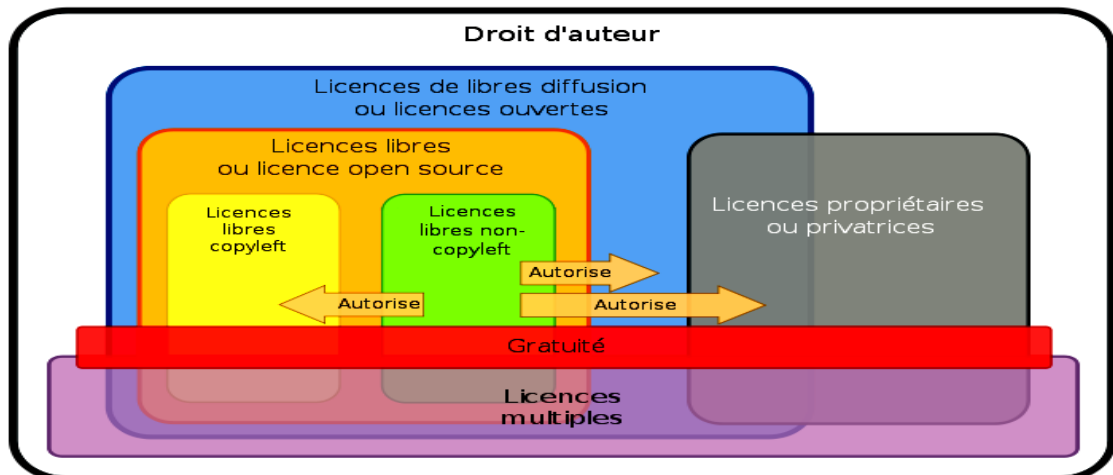 Droit d'auteur
Licences de libres diffusion
ou licences ouvertes
Licences libres
ou licence open source
Licences
libres
copyleft
Licences
libres non-
copyleft
Licences propriétaires
ou privatrices
Autorise
Autorise
Autorise
Gratuité
Licences
multiples